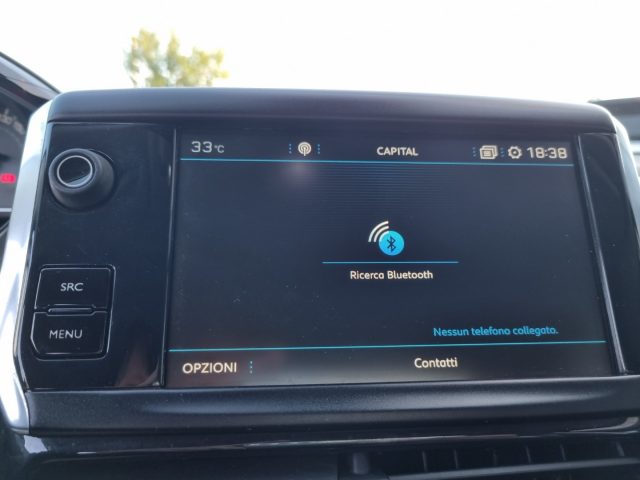 33°C CAPITAL 18:38
SRC
MENU
Ricerca Bluetooth
Nessun telefono collegato.
OPZIONI Contatti